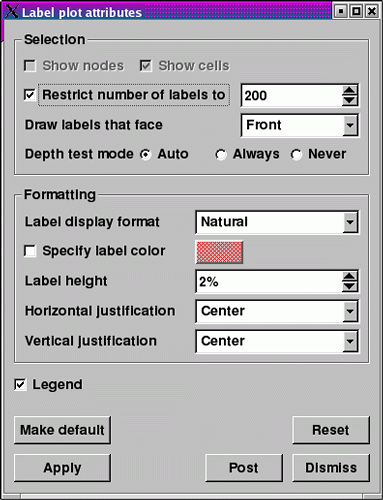 Label plot attributes
Selection
Show nodes Show cells
Restrict number of labels to 200
Draw labels that face Front
Depth test mode Auto Always Never
Formatting
Label display format Natural
Specify label color
Label height 2%
Horizontal justification Center
Vertical justification Center
Legend
Make default Reset
Apply Post Dismiss